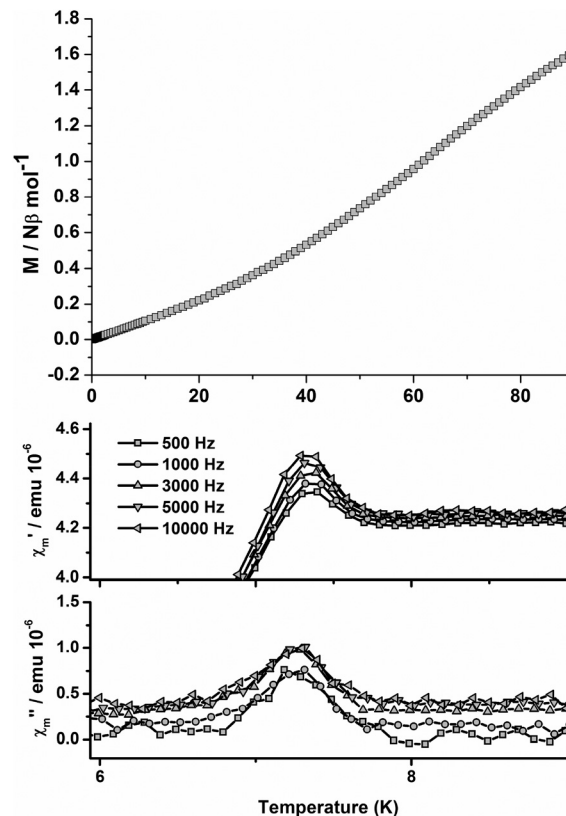 1.8
1.6
1.4
1.2
1.0
0.8
0.6
0.4
0.2
0.0
-0.2
M / Nβ mol⁻¹
0 20 40 60 80
4.6
4.4
4.2
4.0
χₘ' / emu 10⁻⁶
500 Hz
1000 Hz
3000 Hz
5000 Hz
10000 Hz
1.5
1.0
0.5
0.0
χₘ'' / emu 10⁻⁶
6 7 8
Temperature (K)